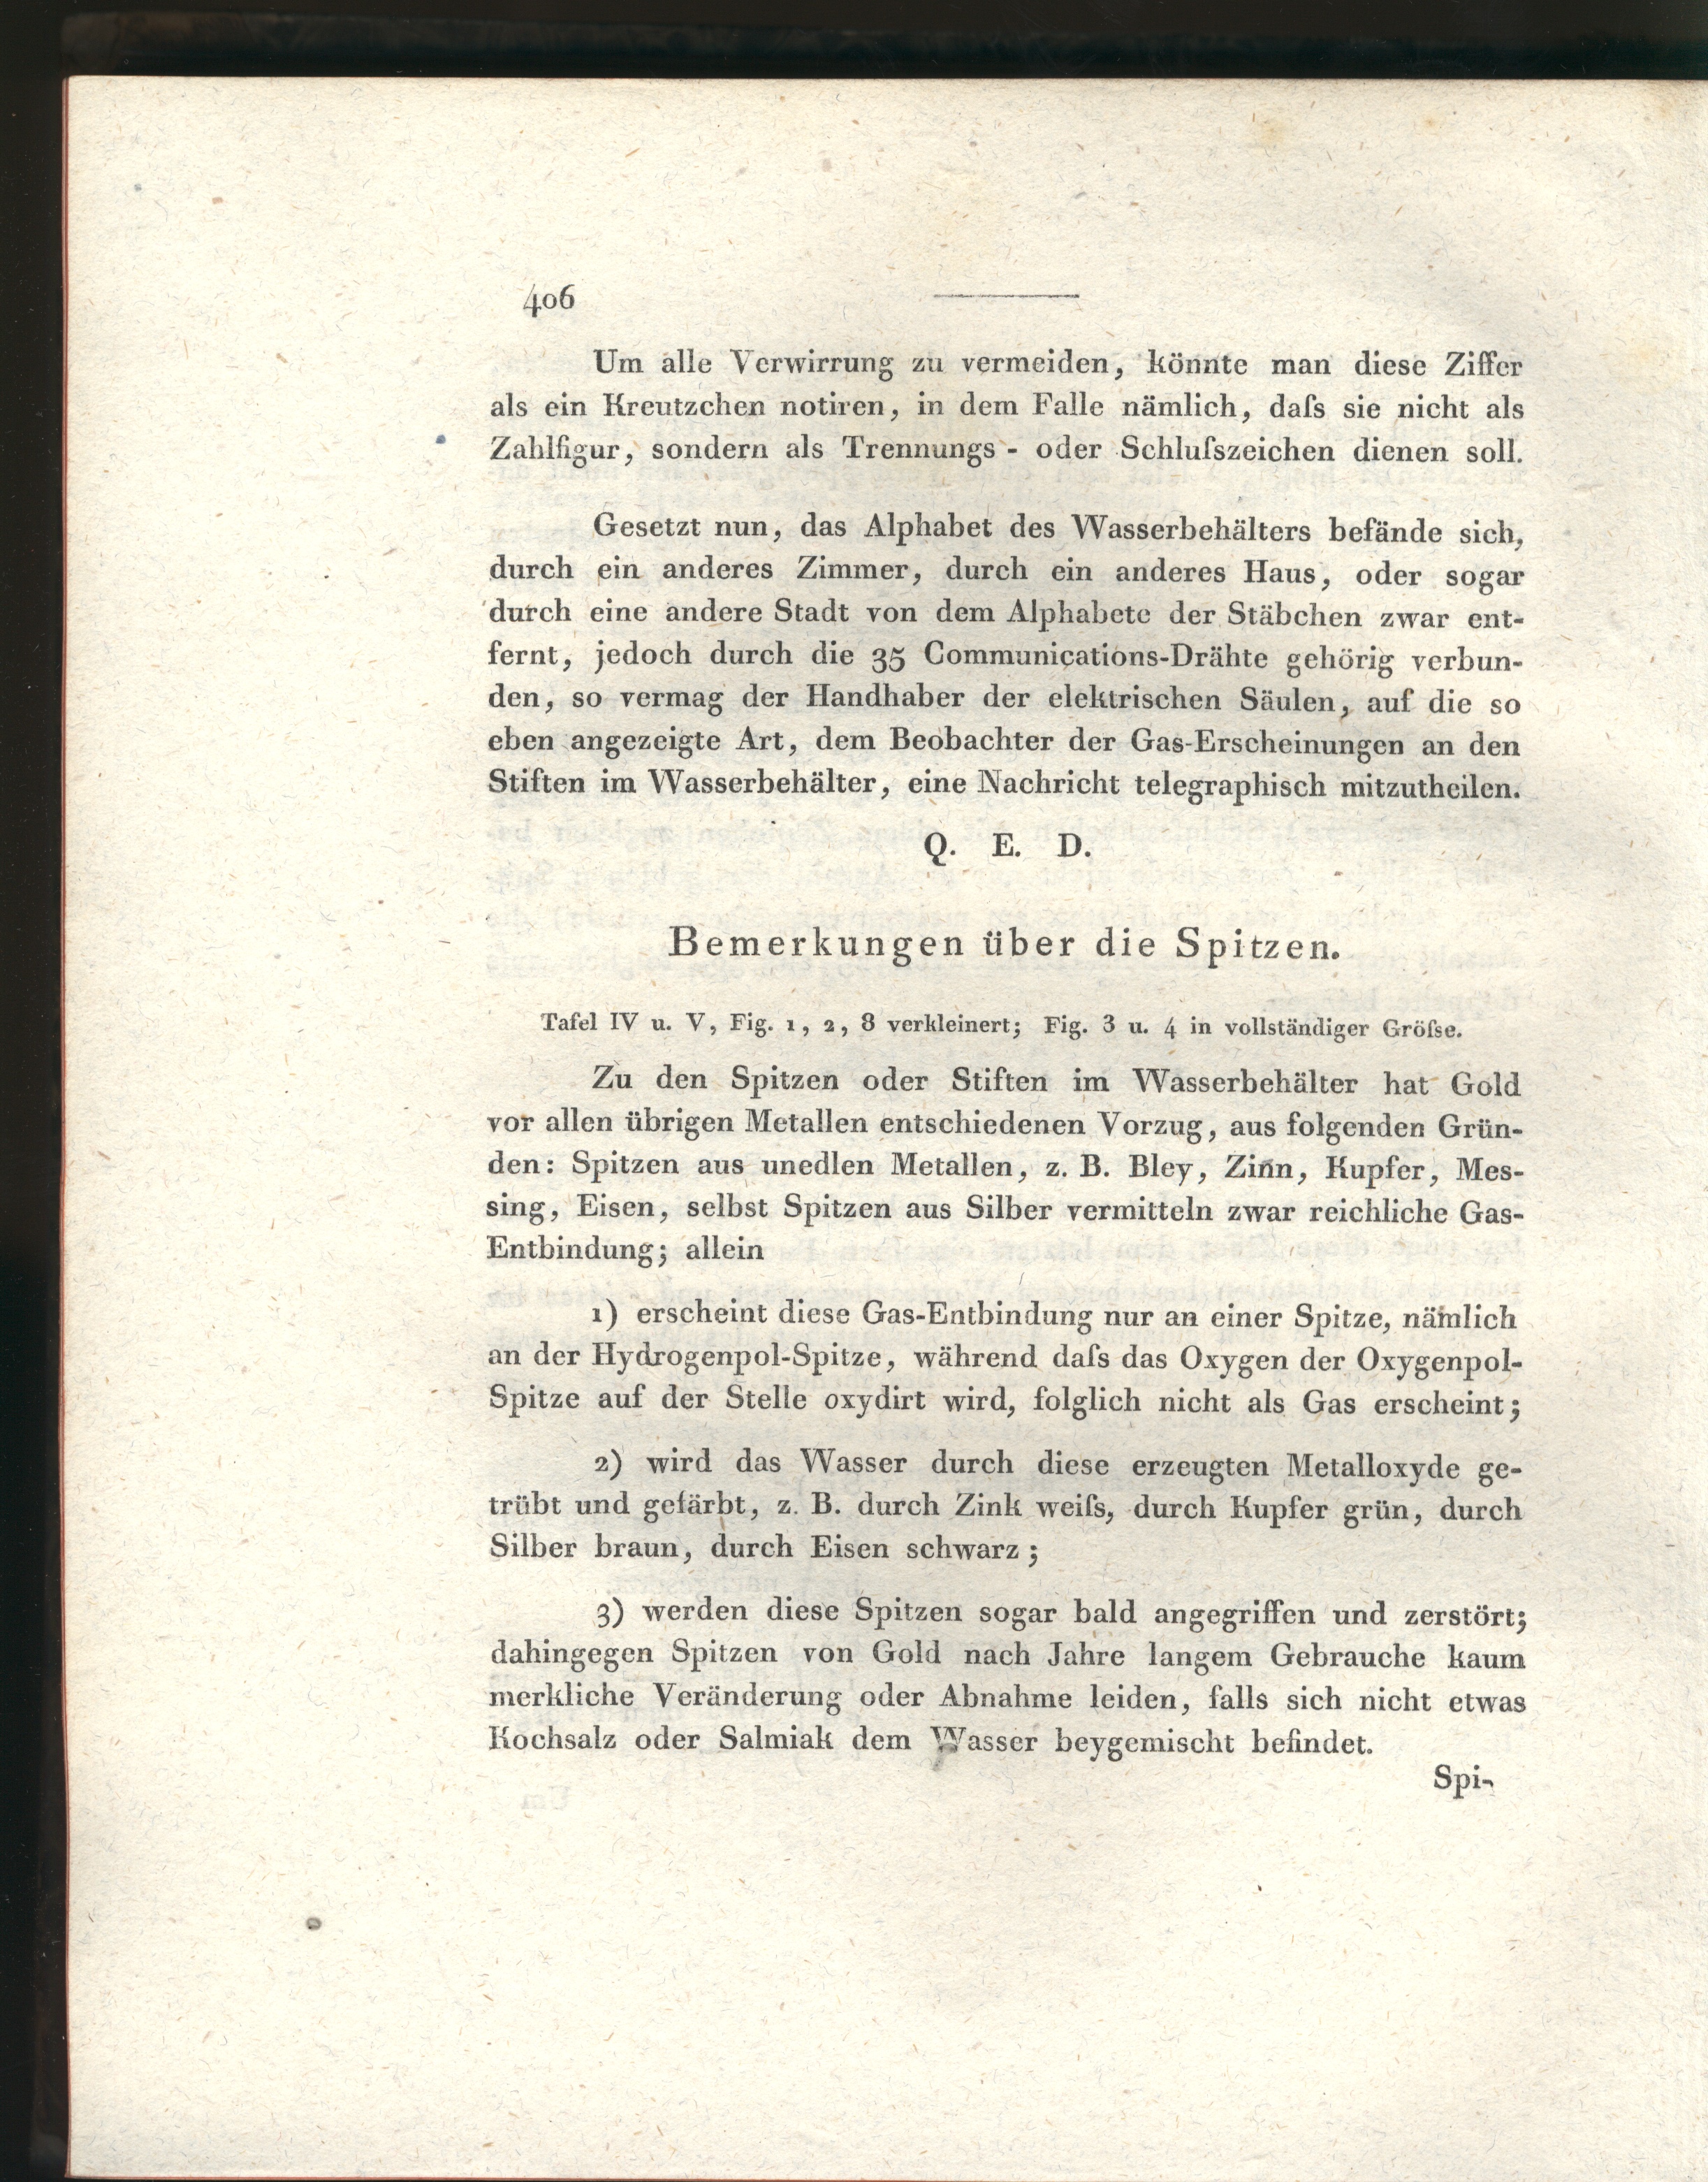 406
Um alle Verwirrung zu vermeiden, könnte man diese Ziffer
als ein Kreutzchen notiren, in dem Falle nämlich, daſs sie nicht als
Zahlfigur, sondern als Trennungs - oder Schluſszeichen dienen soll.
Gesetzt nun, das Alphabet des Wasserbehälters befände sich,
durch ein anderes Zimmer, durch ein anderes Haus, oder sogar
durch eine andere Stadt von dem Alphabete der Stäbchen zwar ent-
fernt, jedoch durch die 35 Communications-Drähte gehörig verbun-
den, so vermag der Handhaber der elektrischen Säulen, auf die so
eben angezeigte Art, dem Beobachter der Gas-Erscheinungen an den
Stiften im Wasserbehälter, eine Nachricht telegraphisch mitzutheilen.
Q. E. D.
Bemerkungen über die Spitzen.
Tafel IV u. V, Fig. 1, 2, 8 verkleinert; Fig. 3 u. 4 in vollständiger Gröſse.
Zu den Spitzen oder Stiften im Wasserbehälter hat Gold
vor allen übrigen Metallen entschiedenen Vorzug, aus folgenden Grün-
den: Spitzen aus unedlen Metallen, z. B. Bley, Zinn, Kupfer, Mes-
sing, Eisen, selbst Spitzen aus Silber vermitteln zwar reichliche Gas-
Entbindung; allein
1) erscheint diese Gas-Entbindung nur an einer Spitze, nämlich
an der Hydrogenpol-Spitze, während daſs das Oxygen der Oxygenpol-
Spitze auf der Stelle oxydirt wird, folglich nicht als Gas erscheint;
2) wird das Wasser durch diese erzeugten Metalloxyde ge-
trübt und gefärbt, z. B. durch Zink weiſs, durch Kupfer grün, durch
Silber braun, durch Eisen schwarz;
3) werden diese Spitzen sogar bald angegriffen und zerstört;
dahingegen Spitzen von Gold nach Jahre langem Gebrauche kaum
merkliche Veränderung oder Abnahme leiden, falls sich nicht etwas
Kochsalz oder Salmiak dem Wasser beygemischt befindet.
Spi-